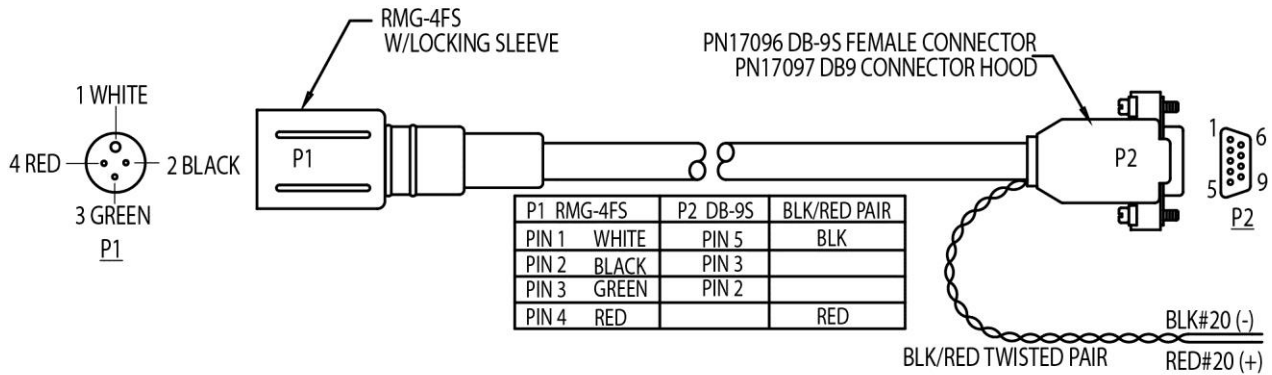 RMG-4FS
W/LOCKING SLEEVE
PN17096 DB-9S FEMALE CONNECTOR
PN17097 DB9 CONNECTOR HOOD
1 WHITE
4 RED
2 BLACK
3 GREEN
P1
P1
P2
1
6
5
9
P2
P1 RMG-4FS P2 DB-9S BLK/RED PAIR
PIN 1 WHITE PIN 5 BLK
PIN 2 BLACK PIN 3
PIN 3 GREEN PIN 2
PIN 4 RED RED
BLK/RED TWISTED PAIR
BLK#20 (-)
RED#20 (+)